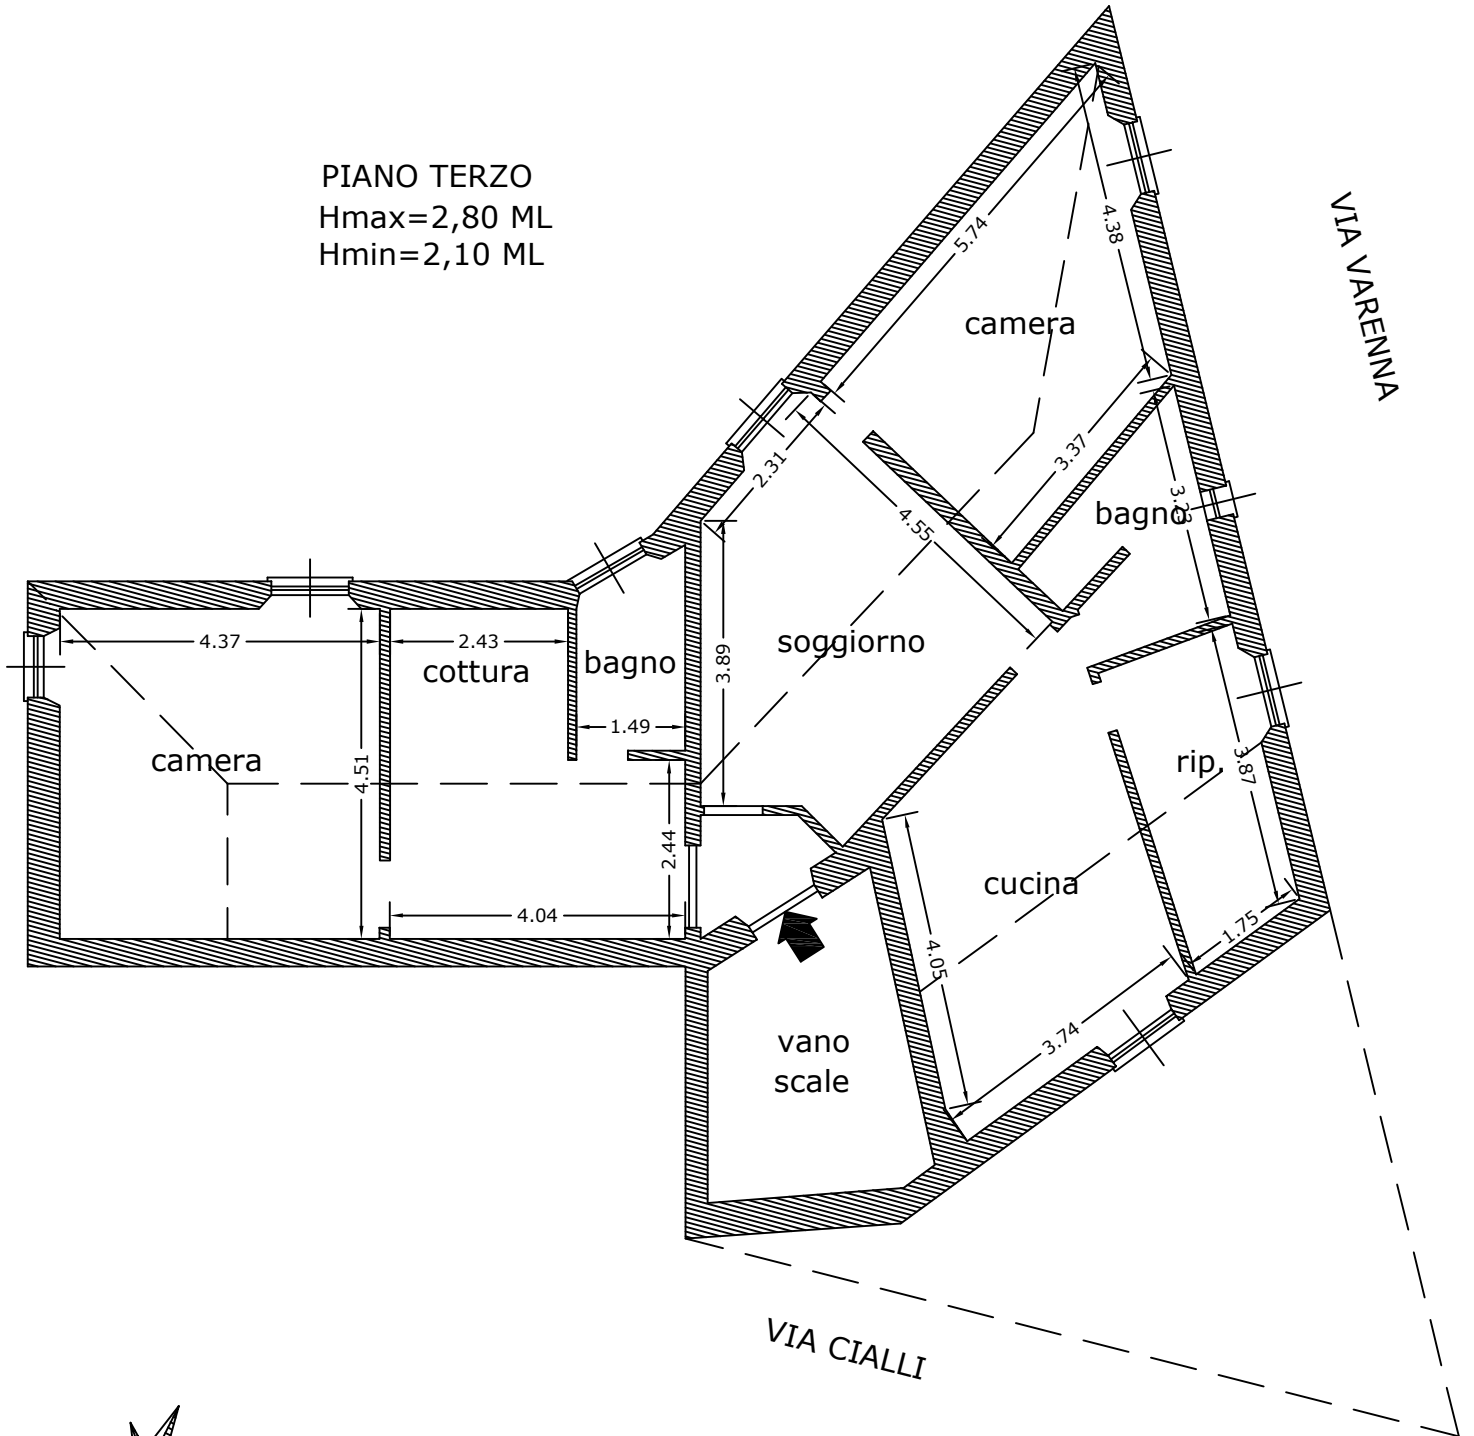 PIANO TERZO
Hmax=2,80 ML
Hmin=2,10 ML
VIA VARENNA
5.74
4.38
camera
2.31
4.55
3.37
bagno
3.23
4.37
2.43
cottura
bagno
3.89
soggiorno
1.49
camera
4.51
2.44
4.04
rip.
3.87
cucina
4.05
1.75
3.74
vano
scale
VIA CIALLI